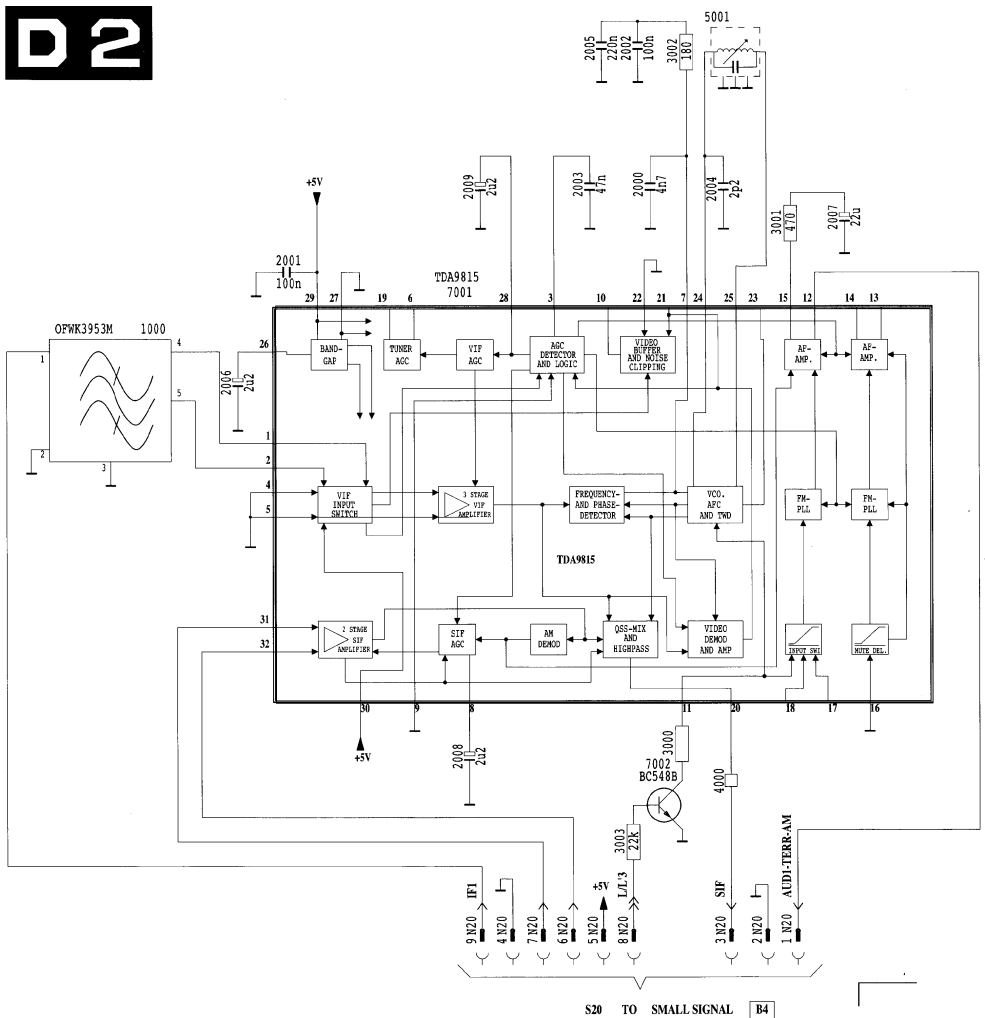 D2
5001
2005
220n
2002
100n
3002
180
2009
2u2
2003
47n
2000
4n7
2004
2p2
3001
470
2007
22u
+5V
2001
100n
TDA9815
7001
29
27
19
6
28
3
10
22
21
7
24
25
23
15
12
14
13
OFWK3953M
1000
1
4
5
2
3
26
2006
2u2
BAND-
GAP
TUNER
AGC
VIF
AGC
AGC
DETECTOR
AND LOGIC
VIDEO
BUFFER
AND NOISE
CLIPPING
AF-
AMP.
AF-
AMP.
1
2
4
5
VIF
INPUT
SWITCH
3 STAGE
VIF
AMPLIFIER
FREQUENCY-
AND PHASE-
DETECTOR
VCO.
AFC
AND TWD
FM-
PLL
FM-
PLL
TDA9815
31
32
2 STAGE
SIF
AMPLIFIER
SIF
AGC
AM
DEMOD
QSS-MIX
AND
HIGHPASS
VIDEO
DEMOD
AND AMP
INPUT SWI
MUTE DEL.
30
9
8
11
20
18
17
16
+5V
2008
2u2
3000
7002
BC548B
4000
3003
22k
IF1
+5V
L/L'3
SIF
AUD1-TERR-AM
9 N20
4 N20
7 N20
6 N20
5 N20
8 N20
3 N20
2 N20
1 N20
S20 TO SMALL SIGNAL B4